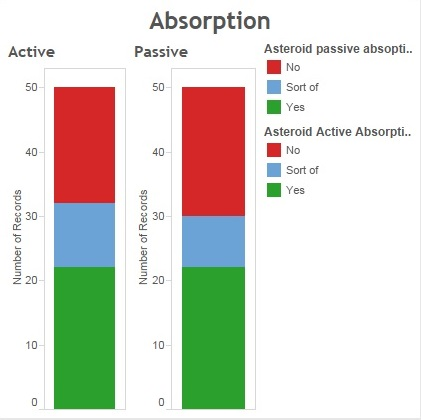 Absorption
Active
Passive
Asteroid passive absopti..
No
Sort of
Yes
Asteroid Active Absorpti..
No
Sort of
Yes
Number of Records
50
40
30
20
10
0
Number of Records
50
40
30
20
10
0